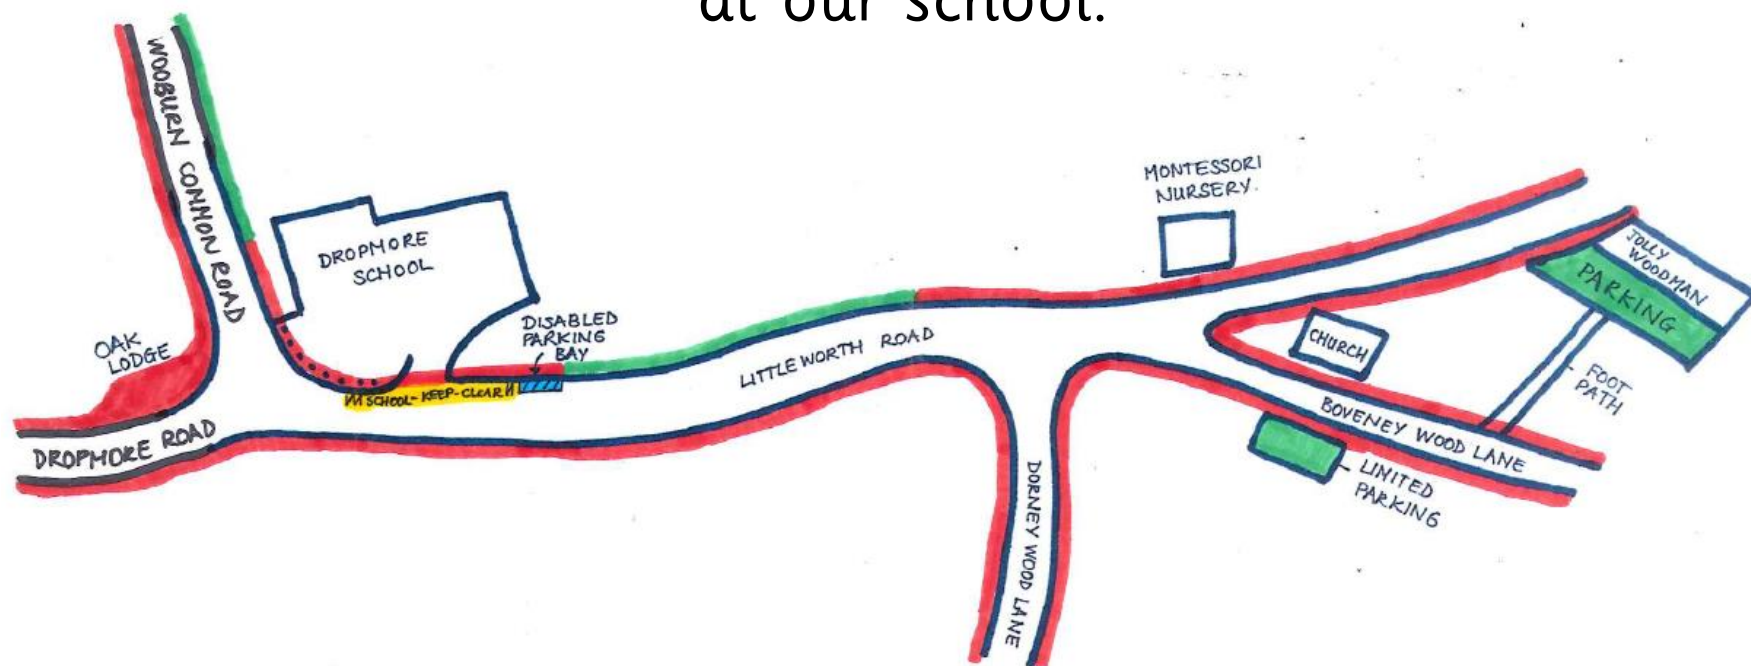 at our school.
WOOBURN COMMON ROAD
DROPMORE
SCHOOL
MONTESSORI
NURSERY.
JOLLY
WOODMAN
PARKING
OAK
LODGE
DISABLED
PARKING
BAY
SCHOOL-KEEP-CLEAR
LITTLEWORTH ROAD
CHURCH
FOOT
PATH
DROPMORE ROAD
BOVENEY WOOD LANE
LIMITED
PARKING
DORNEY WOOD LANE